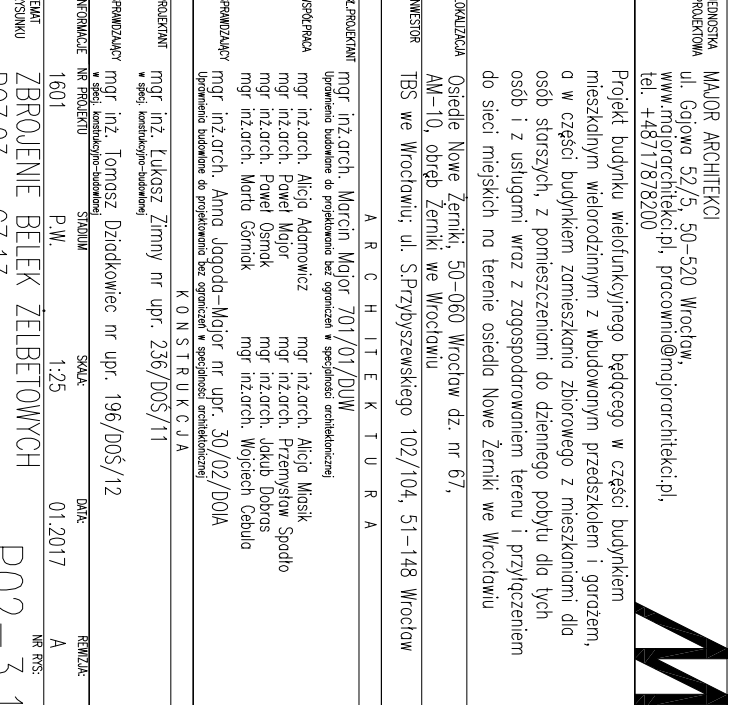 JEDNOSTKA
PROJEKTOWA
MAJOR ARCHITEKCI
ul. Gajowa 52/5, 50-520 Wrocław,
www.majorarchitekci.pl, pracownia@majorarchitekci.pl,
tel. +48717878200
Projekt budynku wielofunkcyjnego będącego w części budynkiem
mieszkalnym wielorodzinnym z wbudowanym przedszkolem i garażem,
a w części budynkiem zamieszkania zbiorowego z mieszkaniami dla
osób starszych, z pomieszczeniami do dziennego pobytu dla tych
osób i z usługami wraz z zagospodarowaniem terenu i przyłączeniem
do sieci miejskich na terenie osiedla Nowe Żerniki we Wrocławiu
LOKALIZACJA Osiedle Nowe Żerniki, 50-060 Wrocław dz. nr 67,
AM-10, obręb Żerniki we Wrocławiu
INWESTOR TBS we Wrocławiu; ul. S.Przybyszewskiego 102/104, 51-148 Wrocław
A R C H I T E K T U R A
GŁ.PROJEKTANT mgr inż.arch. Marcin Major 701/01/DUW
Uprawnienia budowlane do projektowania bez ograniczeń w specjalności architektonicznej
WSPÓŁPRACA mgr inż.arch. Alicja Adamowicz mgr inż.arch. Alicja Miasik
mgr inż.arch. Paweł Major mgr inż.arch. Przemysław Spadło
mgr inż.arch. Paweł Osmak mgr inż.arch. Jakub Dobras
mgr inż.arch. Marta Górniak mgr inż.arch. Wojciech Cebula
SPRAWDZAJĄCY mgr inż.arch. Anna Jagoda-Major nr upr. 30/02/DOIA
Uprawnienia budowlane do projektowania bez ograniczeń w specjalności architektonicznej
K O N S T R U K C J A
PROJEKTANT mgr inż. Łukasz Zimny nr upr. 236/DOŚ/11
w specj. konstrukcyjno-budowlanej
SPRAWDZAJĄCY mgr inż. Tomasz Dziodkowiec nr upr. 196/DOŚ/12
w specj. konstrukcyjno-budowlanej
INFORMACJE NR PROJEKTU STADIUM SKALA: DATA: REWIZJA:
1601 P.W. 1:25 01.2017 A
TEMAT
RYSUNKU
ZBROJENIE BELEK ŻELBETOWYCH
NR RYS: